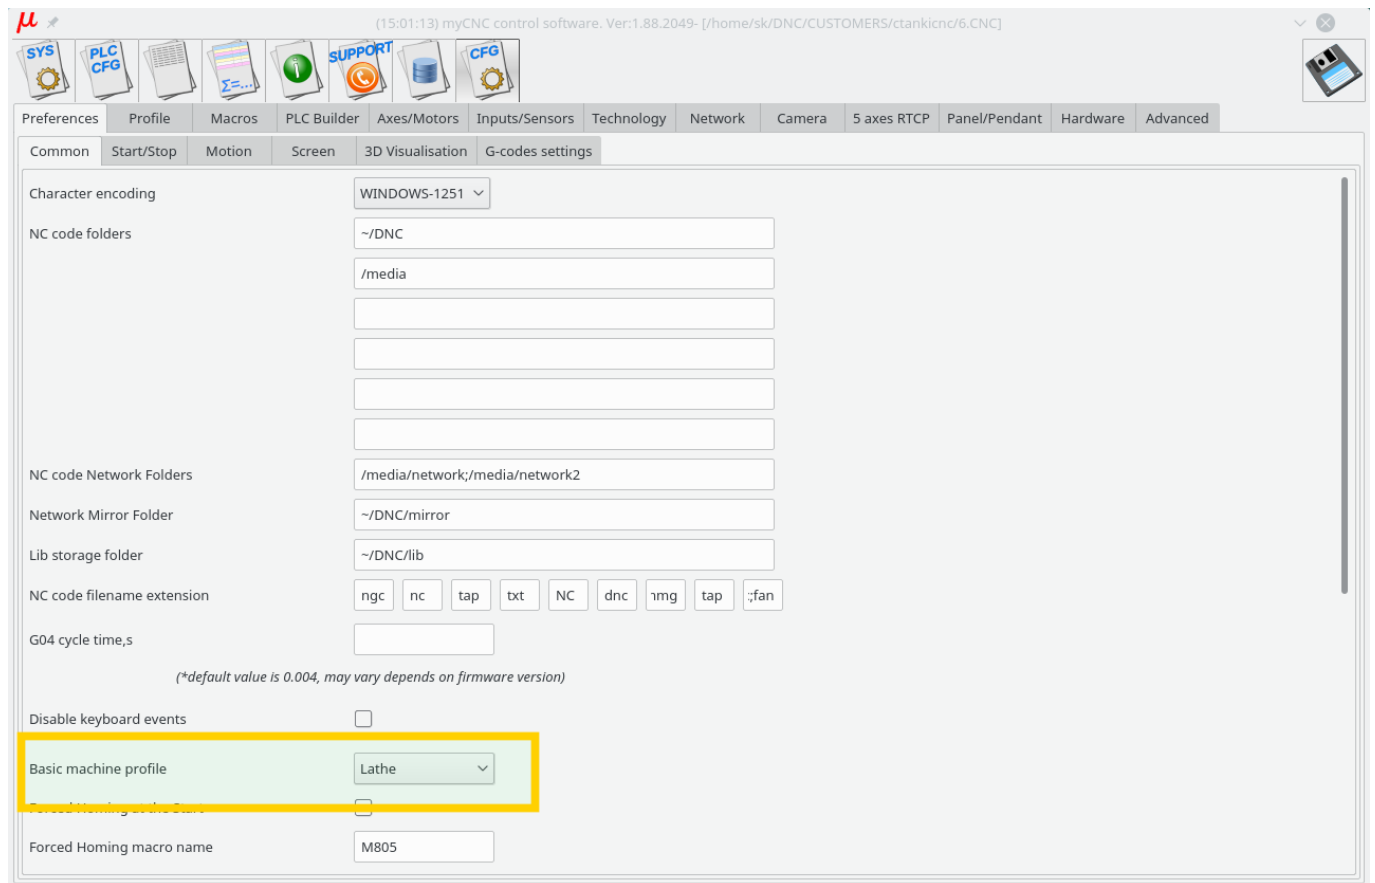 μ
(15:01:13) myCNC control software. Ver:1.88.2049- [/home/sk/DNC/CUSTOMERS/ctankicnc/6.CNC]
SYS PLC CFG Σ=... i SUPPORT CFG
Preferences Profile Macros PLC Builder Axes/Motors Inputs/Sensors Technology Network Camera 5 axes RTCP Panel/Pendant Hardware Advanced
Common Start/Stop Motion Screen 3D Visualisation G-codes settings
Character encoding WINDOWS-1251
NC code folders ~/DNC
/media
NC code Network Folders /media/network;/media/network2
Network Mirror Folder ~/DNC/mirror
Lib storage folder ~/DNC/lib
NC code filename extension ngc nc tap txt NC dnc tap ;fan
G04 cycle time,s
(*default value is 0.004, may vary depends on firmware version)
Disable keyboard events
Basic machine profile Lathe
Forced Homing at the Start
Forced Homing macro name M805